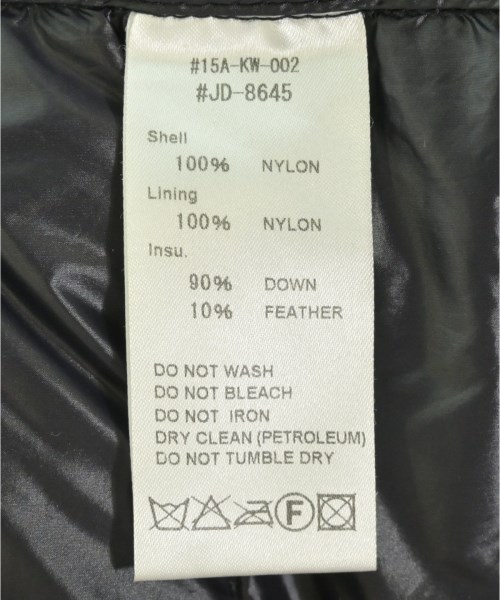 #15A-KW-002
#JD-8645
Shell
100% NYLON
Lining
100% NYLON
Insu.
90% DOWN
10% FEATHER
DO NOT WASH
DO NOT BLEACH
DO NOT IRON
DRY CLEAN (PETROLEUM)
DO NOT TUMBLE DRY
F